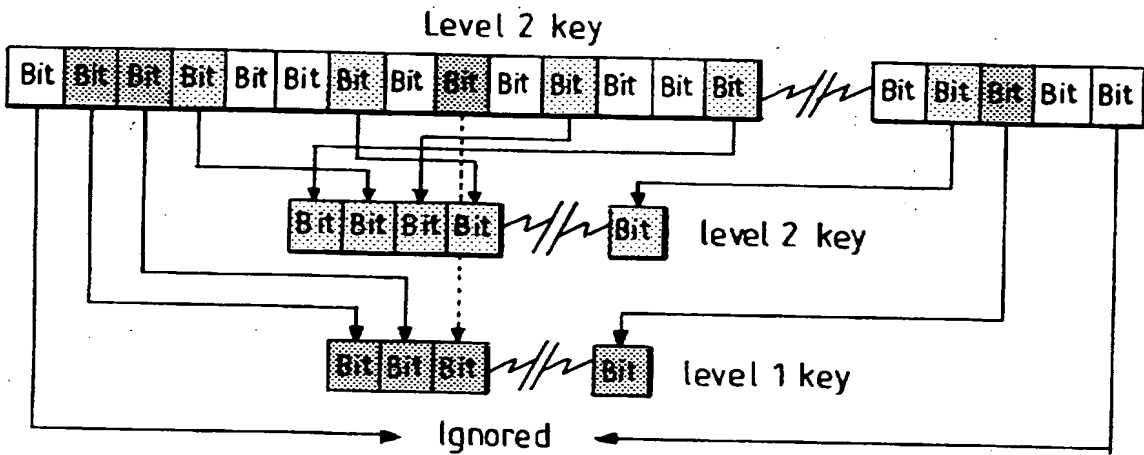 Level 2 key
Bit Bit Bit Bit Bit Bit Bit Bit Bit Bit Bit Bit Bit Bit Bit Bit Bit Bit Bit
Bit Bit Bit Bit Bit level 2 key
Bit Bit Bit Bit level 1 key
Ignored